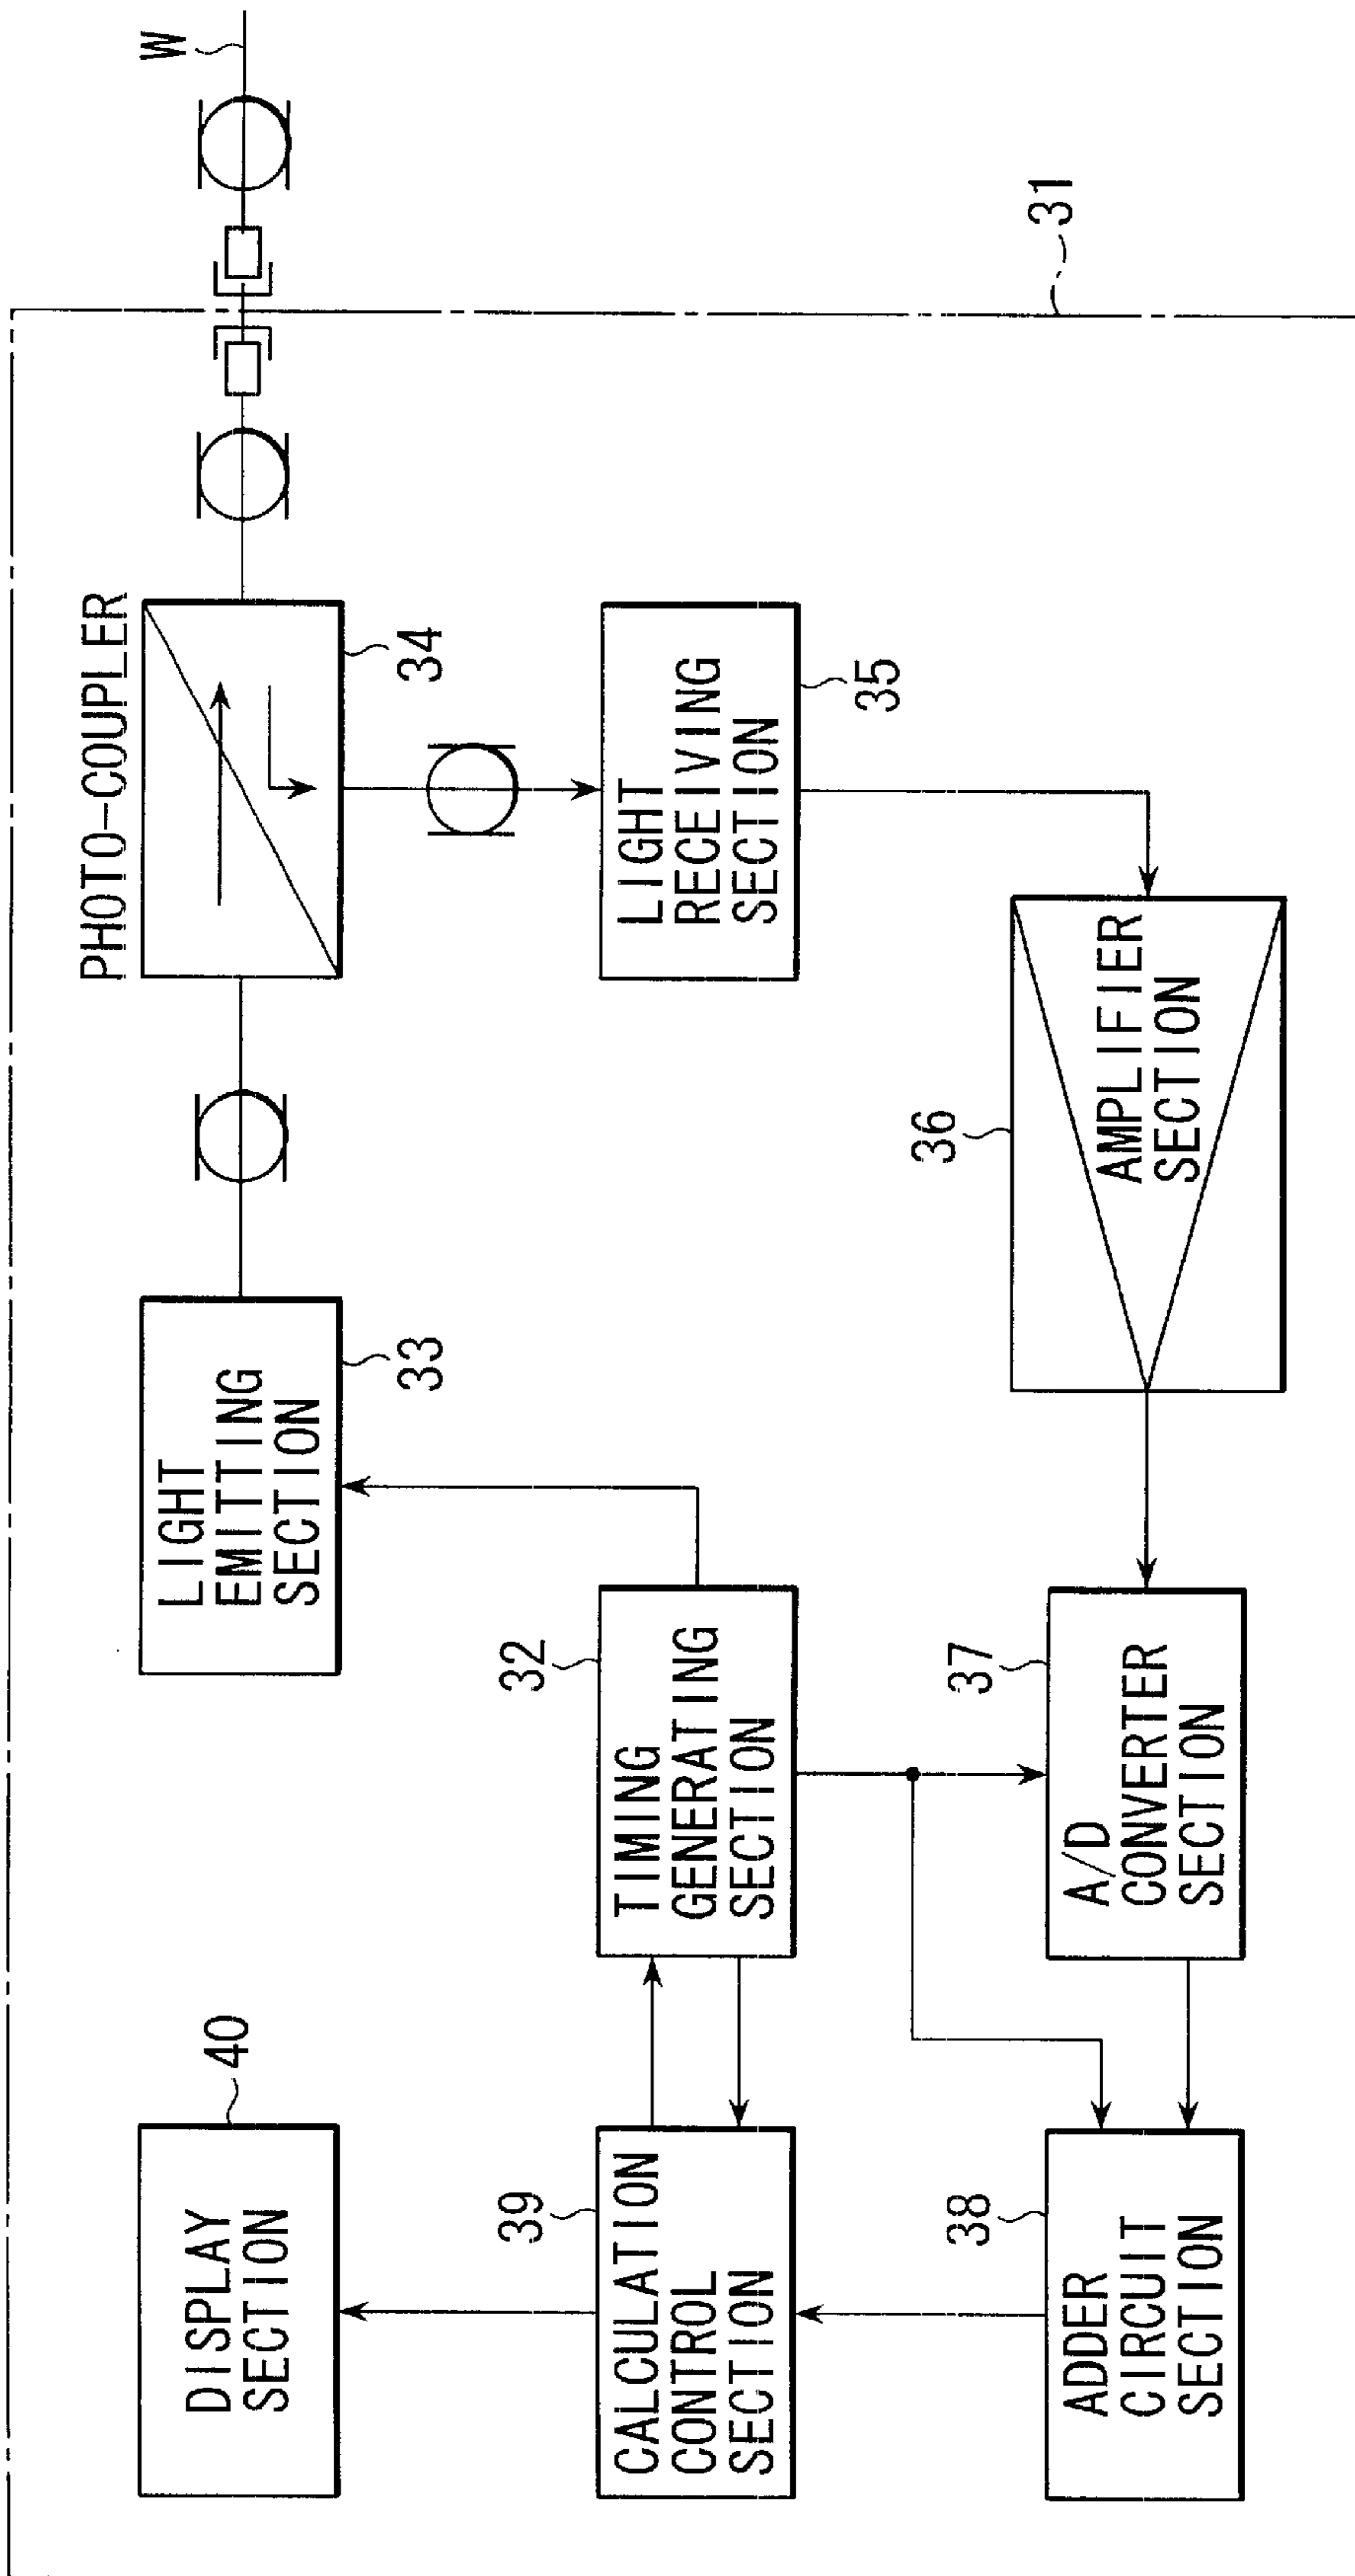 W
31
PHOTO-COUPLER
34
LIGHT
EMITTING
SECTION
33
DISPLAY
SECTION
40
TIMING
GENERATING
SECTION
32
LIGHT
RECEIVING
SECTION
35
CALCULATION
CONTROL
SECTION
39
AMPLIFIER
SECTION
36
A/D
CONVERTER
SECTION
37
ADDER
CIRCUIT
SECTION
38